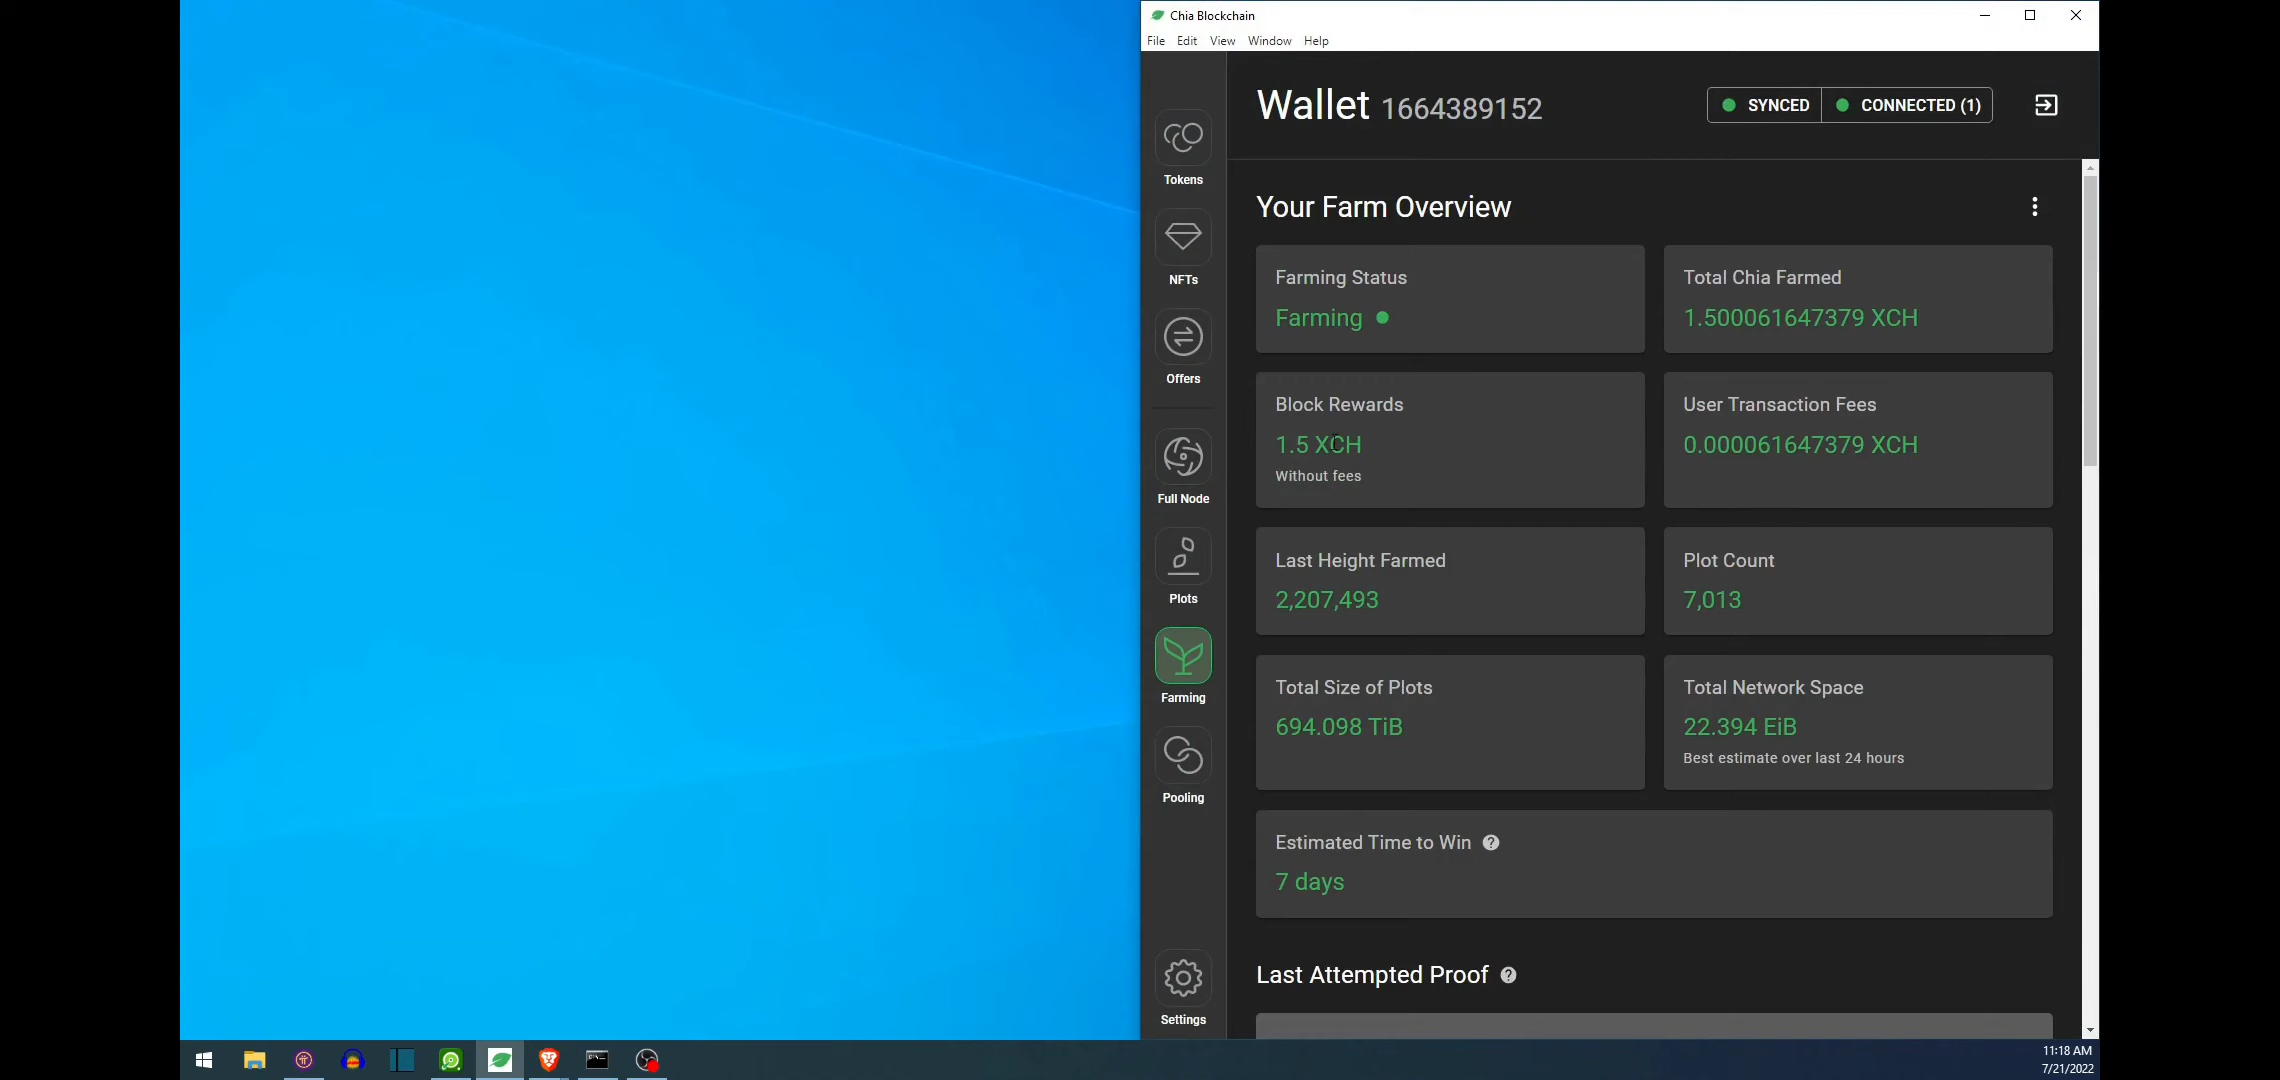 Chia Blockchain
File Edit View Window Help
Wallet 1664389152
SYNCED
CONNECTED (1)
Tokens
NFTs
Offers
Full Node
Plots
Farming
Pooling
Settings
Your Farm Overview
Farming Status
Farming
Total Chia Farmed
1.500061647379 XCH
Block Rewards
1.5 XCH
Without fees
User Transaction Fees
0.000061647379 XCH
Last Height Farmed
2,207,493
Plot Count
7,013
Total Size of Plots
694.098 TiB
Total Network Space
22.394 EiB
Best estimate over last 24 hours
Estimated Time to Win ?
7 days
Last Attempted Proof ?
11:18 AM
7/21/2022